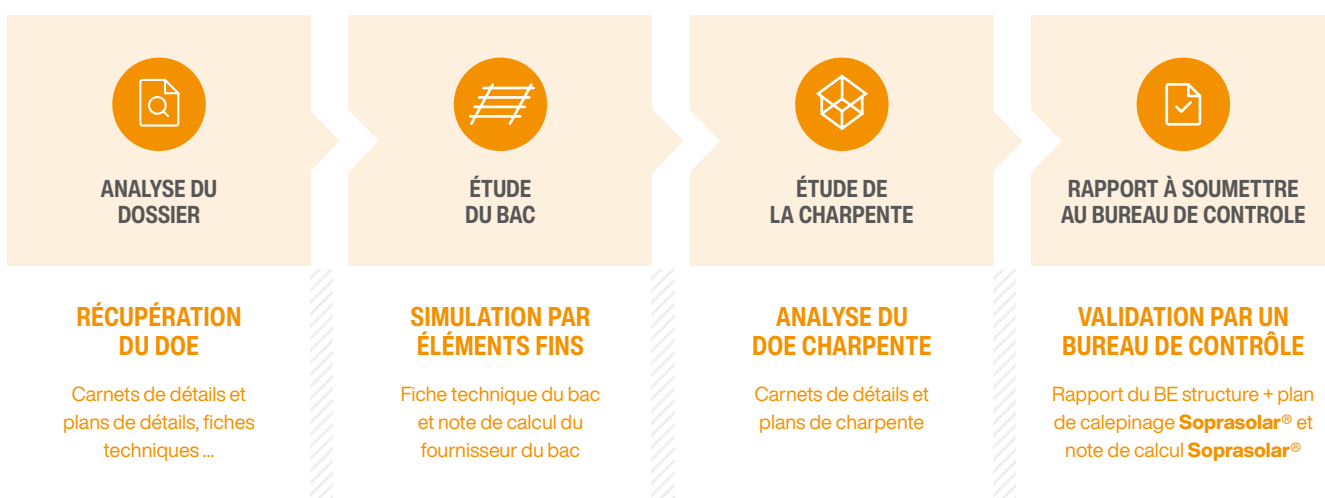 ANALYSE DU
DOSSIER
RÉCUPÉRATION
DU DOE
Carnets de détails et
plans de détails, fiches
techniques ...
ÉTUDE
DU BAC
SIMULATION PAR
ÉLÉMENTS FINS
Fiche technique du bac
et note de calcul du
fournisseur du bac
ÉTUDE DE
LA CHARPENTE
ANALYSE DU
DOE CHARPENTE
Carnets de détails et
plans de charpente
RAPPORT À SOUMETTRE
AU BUREAU DE CONTROLE
VALIDATION PAR UN
BUREAU DE CONTRÔLE
Rapport du BE structure + plan
de calepinage Soprasolar® et
note de calcul Soprasolar®